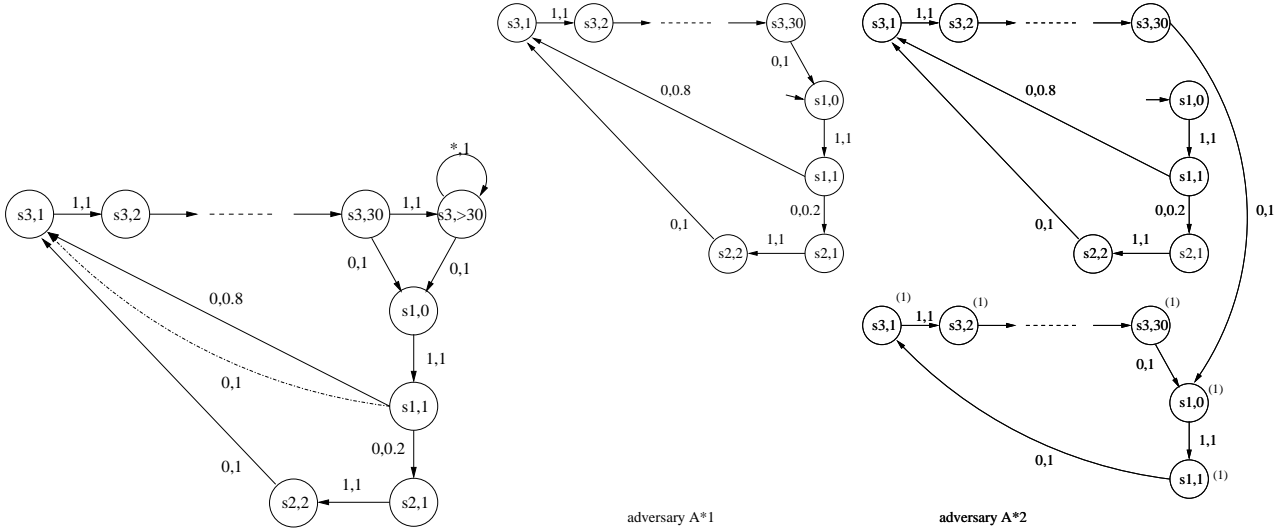 *,1
s3,1
1,1
s3,2
s3,30
1,1
s3,>30
0,1
0,1
s1,0
0,0.8
1,1
0,1
s1,1
0,0.2
0,1
s2,2
1,1
s2,1
s3,1
1,1
s3,2
s3,30
0,1
0,0.8
s1,0
1,1
s1,1
0,0.2
0,1
1,1
s2,2
s2,1
adversary A*1
s3,1
1,1
s3,2
s3,30
0,0.8
s1,0
1,1
s1,1
0,0.2
0,1
0,1
1,1
s2,2
s2,1
(1)
(1)
(1)
s3,1
1,1
s3,2
s3,30
0,1
(1)
s1,0
1,1
0,1
s1,1
(1)
adversary A*2